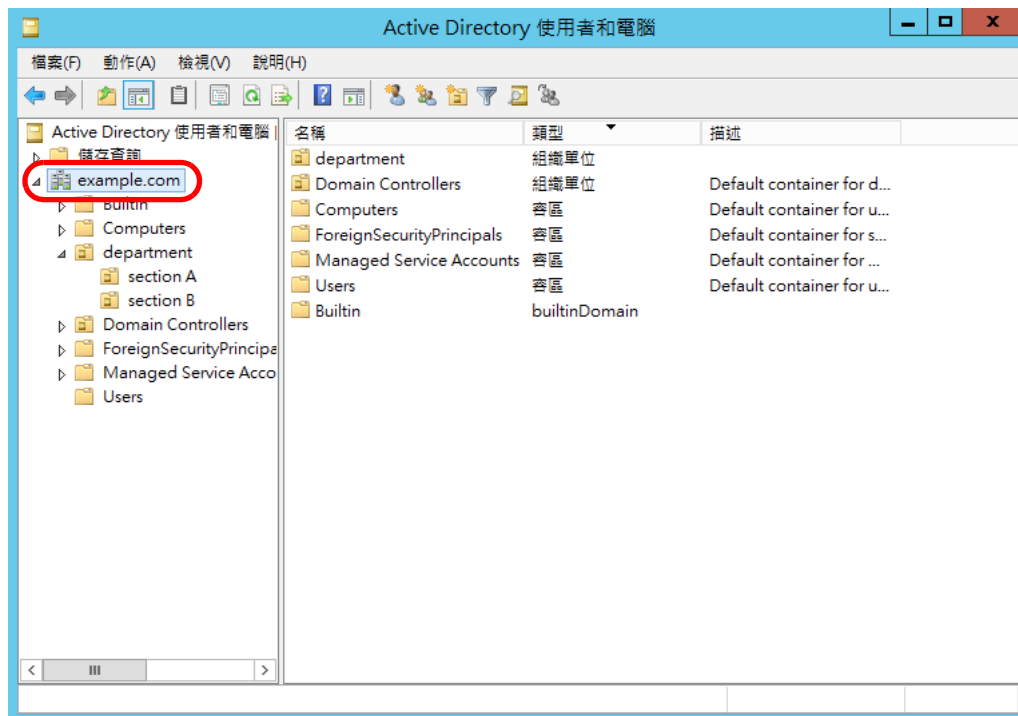 Active Directory 使用者和電腦
檔案(F) 動作(A) 檢視(V) 說明(H)
Active Directory 使用者和電腦
儲存查詢
example.com
Builtin
Computers
department
section A
section B
Domain Controllers
ForeignSecurityPrincipa
Managed Service Acco
Users
名稱 類型 描述
department 組織單位
Domain Controllers 組織單位 Default container for d...
Computers 容區 Default container for u...
ForeignSecurityPrincipals 容區 Default container for s...
Managed Service Accounts 容區 Default container for ...
Users 容區 Default container for u...
Builtin builtinDomain